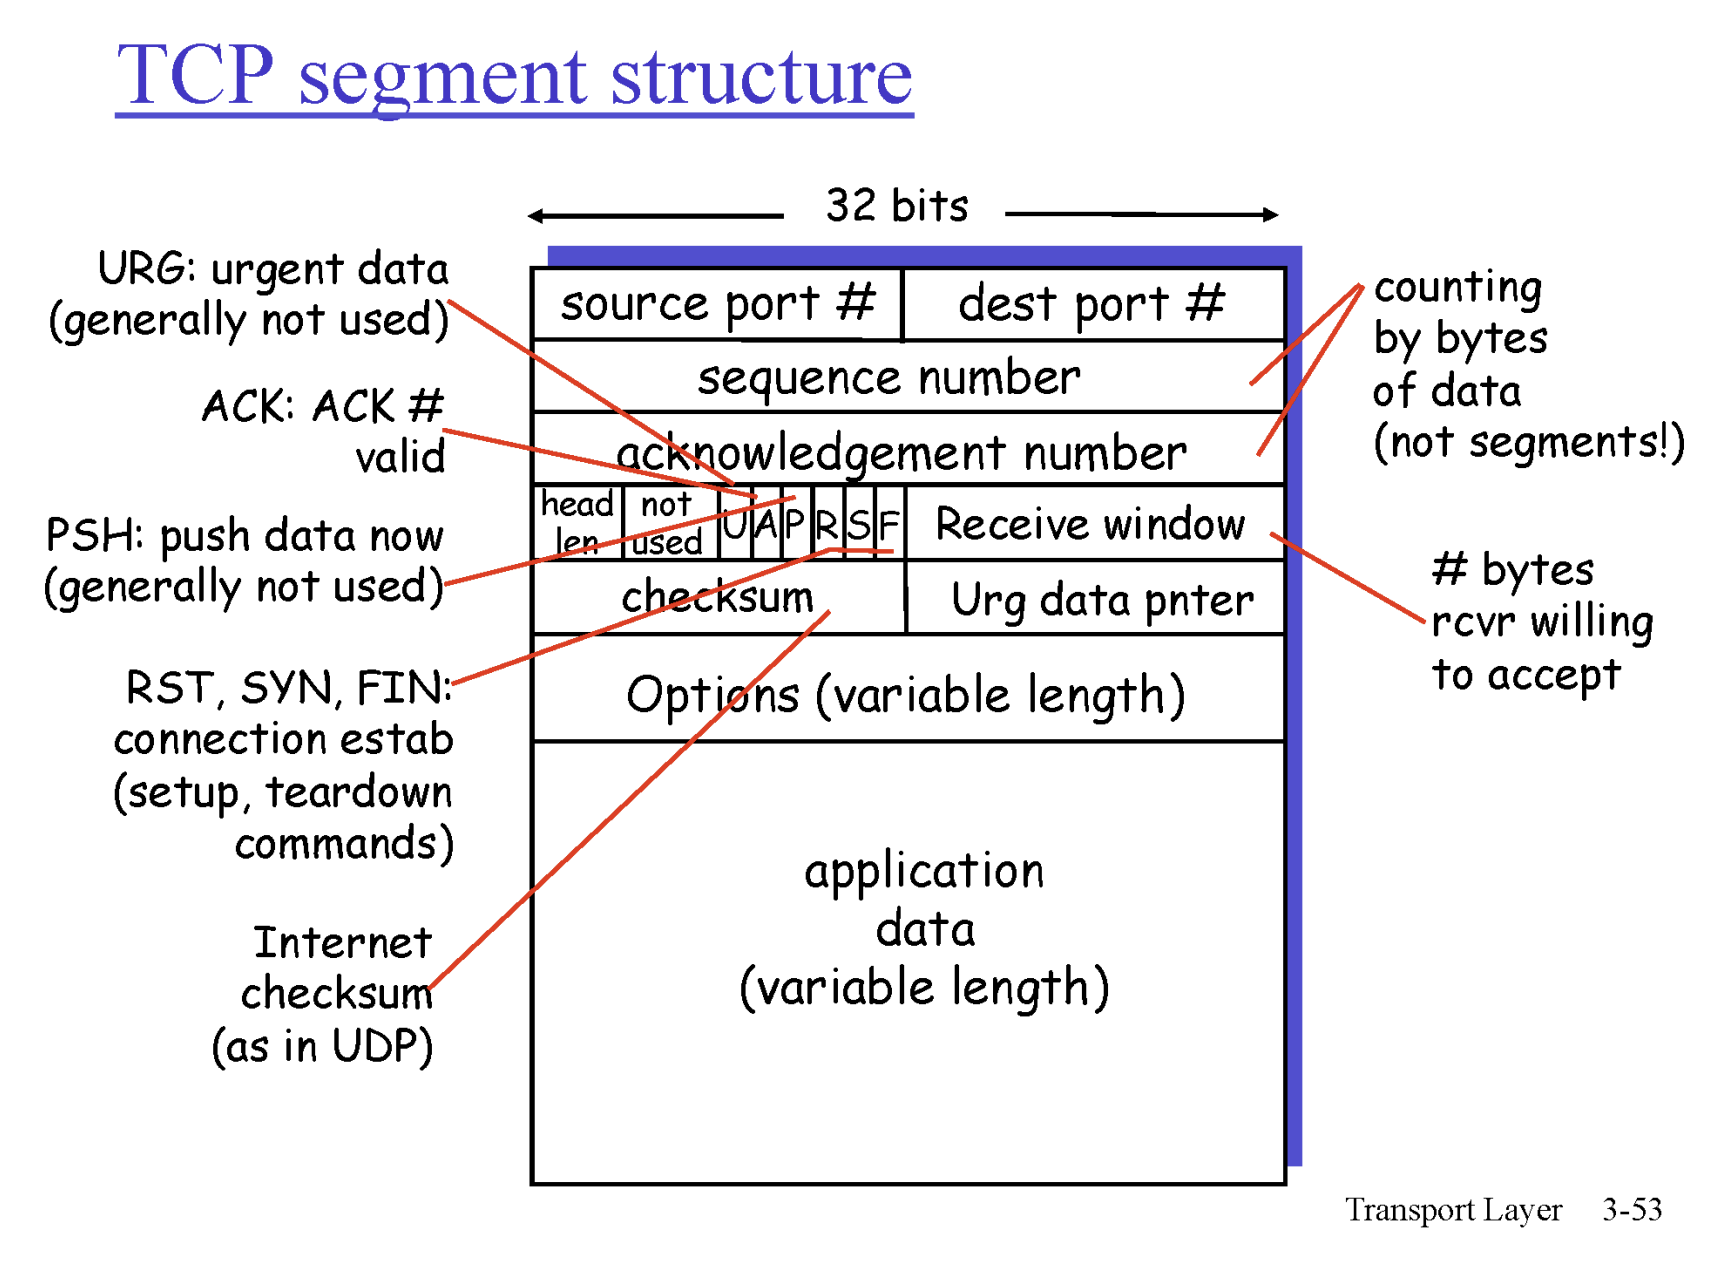 TCP segment structure
32 bits
URG: urgent data
(generally not used)
ACK: ACK #
valid
PSH: push data now
(generally not used)
RST, SYN, FIN:
connection estab
(setup, teardown
commands)
Internet
checksum
(as in UDP)
source port #
dest port #
sequence number
acknowledgement number
head
len
not
used
U
A
P
R
S
F
Receive window
checksum
Urg data pnter
Options (variable length)
application
data
(variable length)
counting
by bytes
of data
(not segments!)
# bytes
rcvr willing
to accept
Transport Layer 3-53